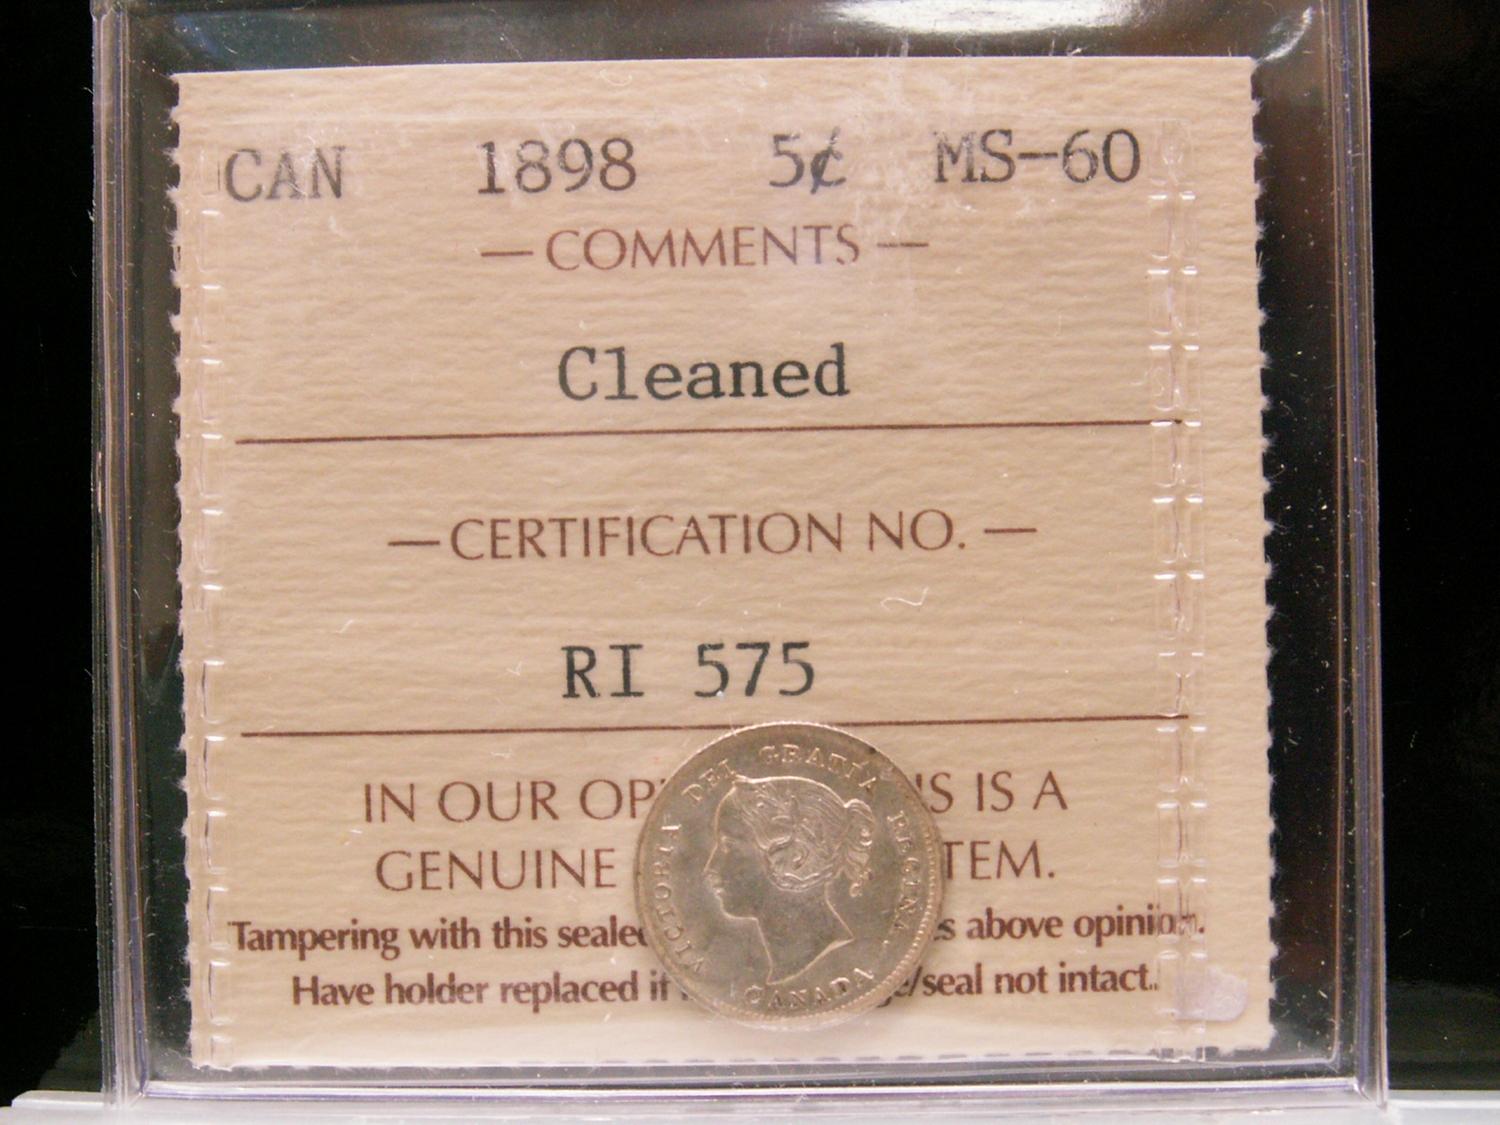 CAN 1898 5¢ MS-60
— COMMENTS —
Cleaned
— CERTIFICATION NO. —
RI 575
IN OUR OP IS IS A
GENUINE TEM.
Tampering with this sealed s above opinion.
Have holder replaced if /seal not intact..
VICTORIA DEI GRATIA REGINA.
CANADA